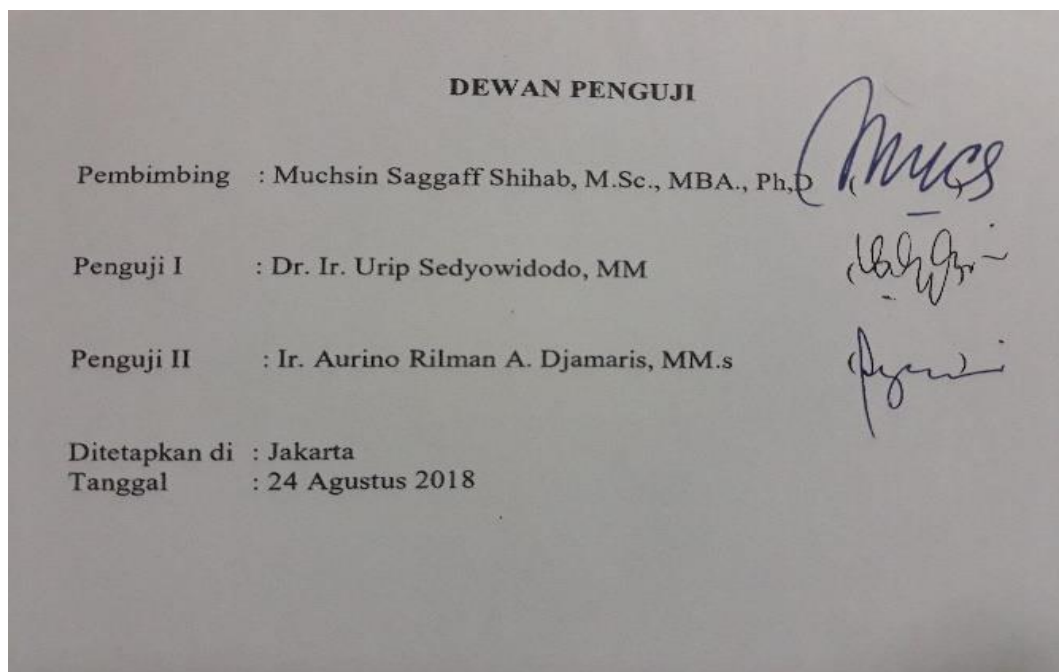 DEWAN PENGUJI
Pembimbing : Muchsin Saggaff Shihab, M.Sc., MBA., Ph,D ( )
Penguji I : Dr. Ir. Urip Sedyowidodo, MM ( )
Penguji II : Ir. Aurino Rilman A. Djamaris, MM.s ( )
Ditetapkan di : Jakarta
Tanggal : 24 Agustus 2018